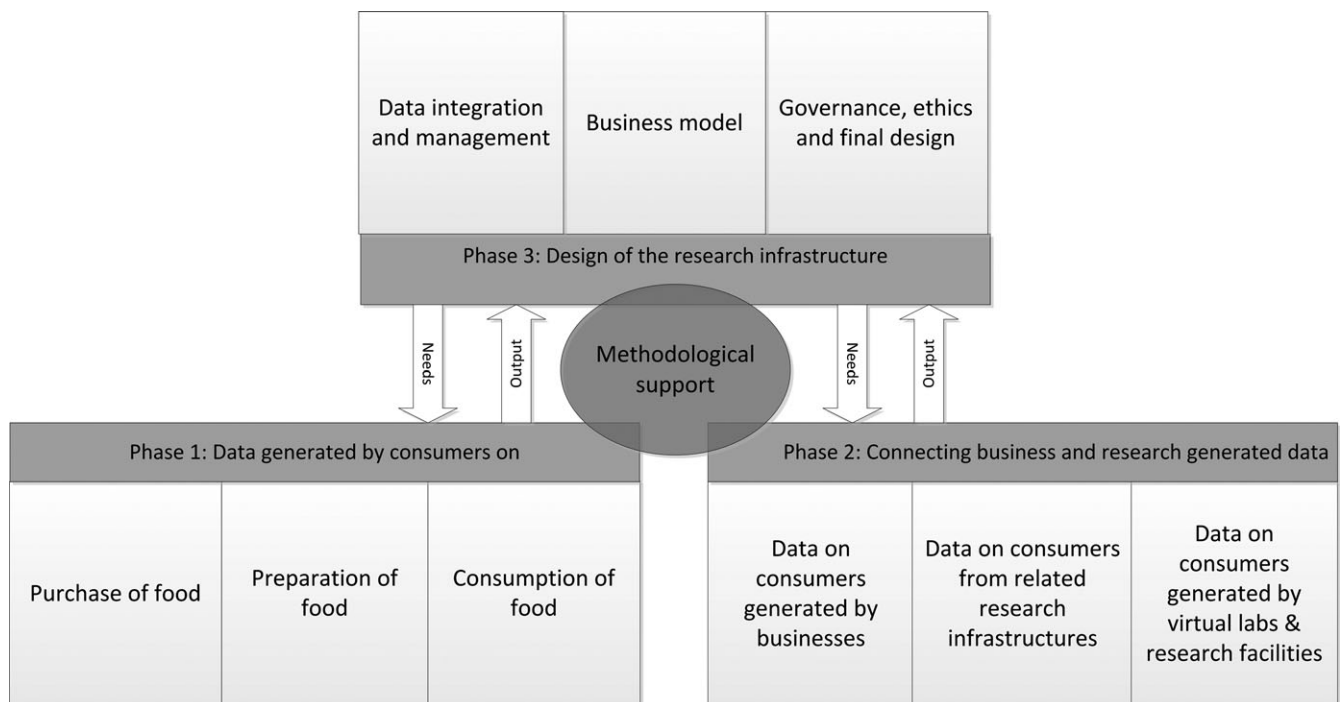 Data integration
and management
Business model
Governance, ethics
and final design
Phase 3: Design of the research infrastructure
Needs
Output
Methodological
support
Needs
Output
Phase 1: Data generated by consumers on
Purchase of food
Preparation of
food
Consumption of
food
Phase 2: Connecting business and research generated data
Data on
consumers
generated by
businesses
Data on consumers
from related
research
infrastructures
Data on
consumers
generated by
virtual labs &
research facilities